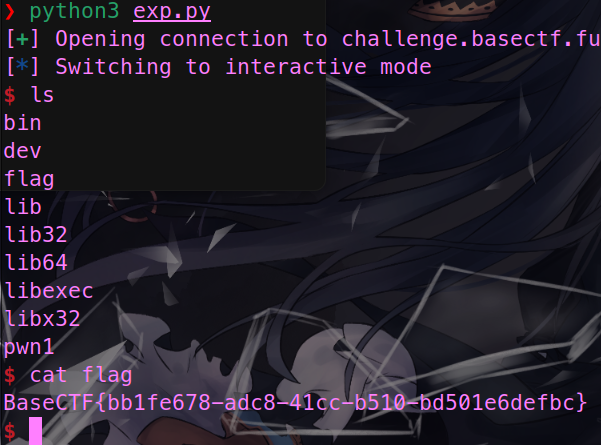 ❯ python3 exp.py
[+] Opening connection to challenge.basectf.fu
[*] Switching to interactive mode
$ ls
bin
dev
flag
lib
lib32
lib64
libexec
libx32
pwn1
$ cat flag
BaseCTF{bb1fe678-adc8-41cc-b510-bd501e6defbc}
$